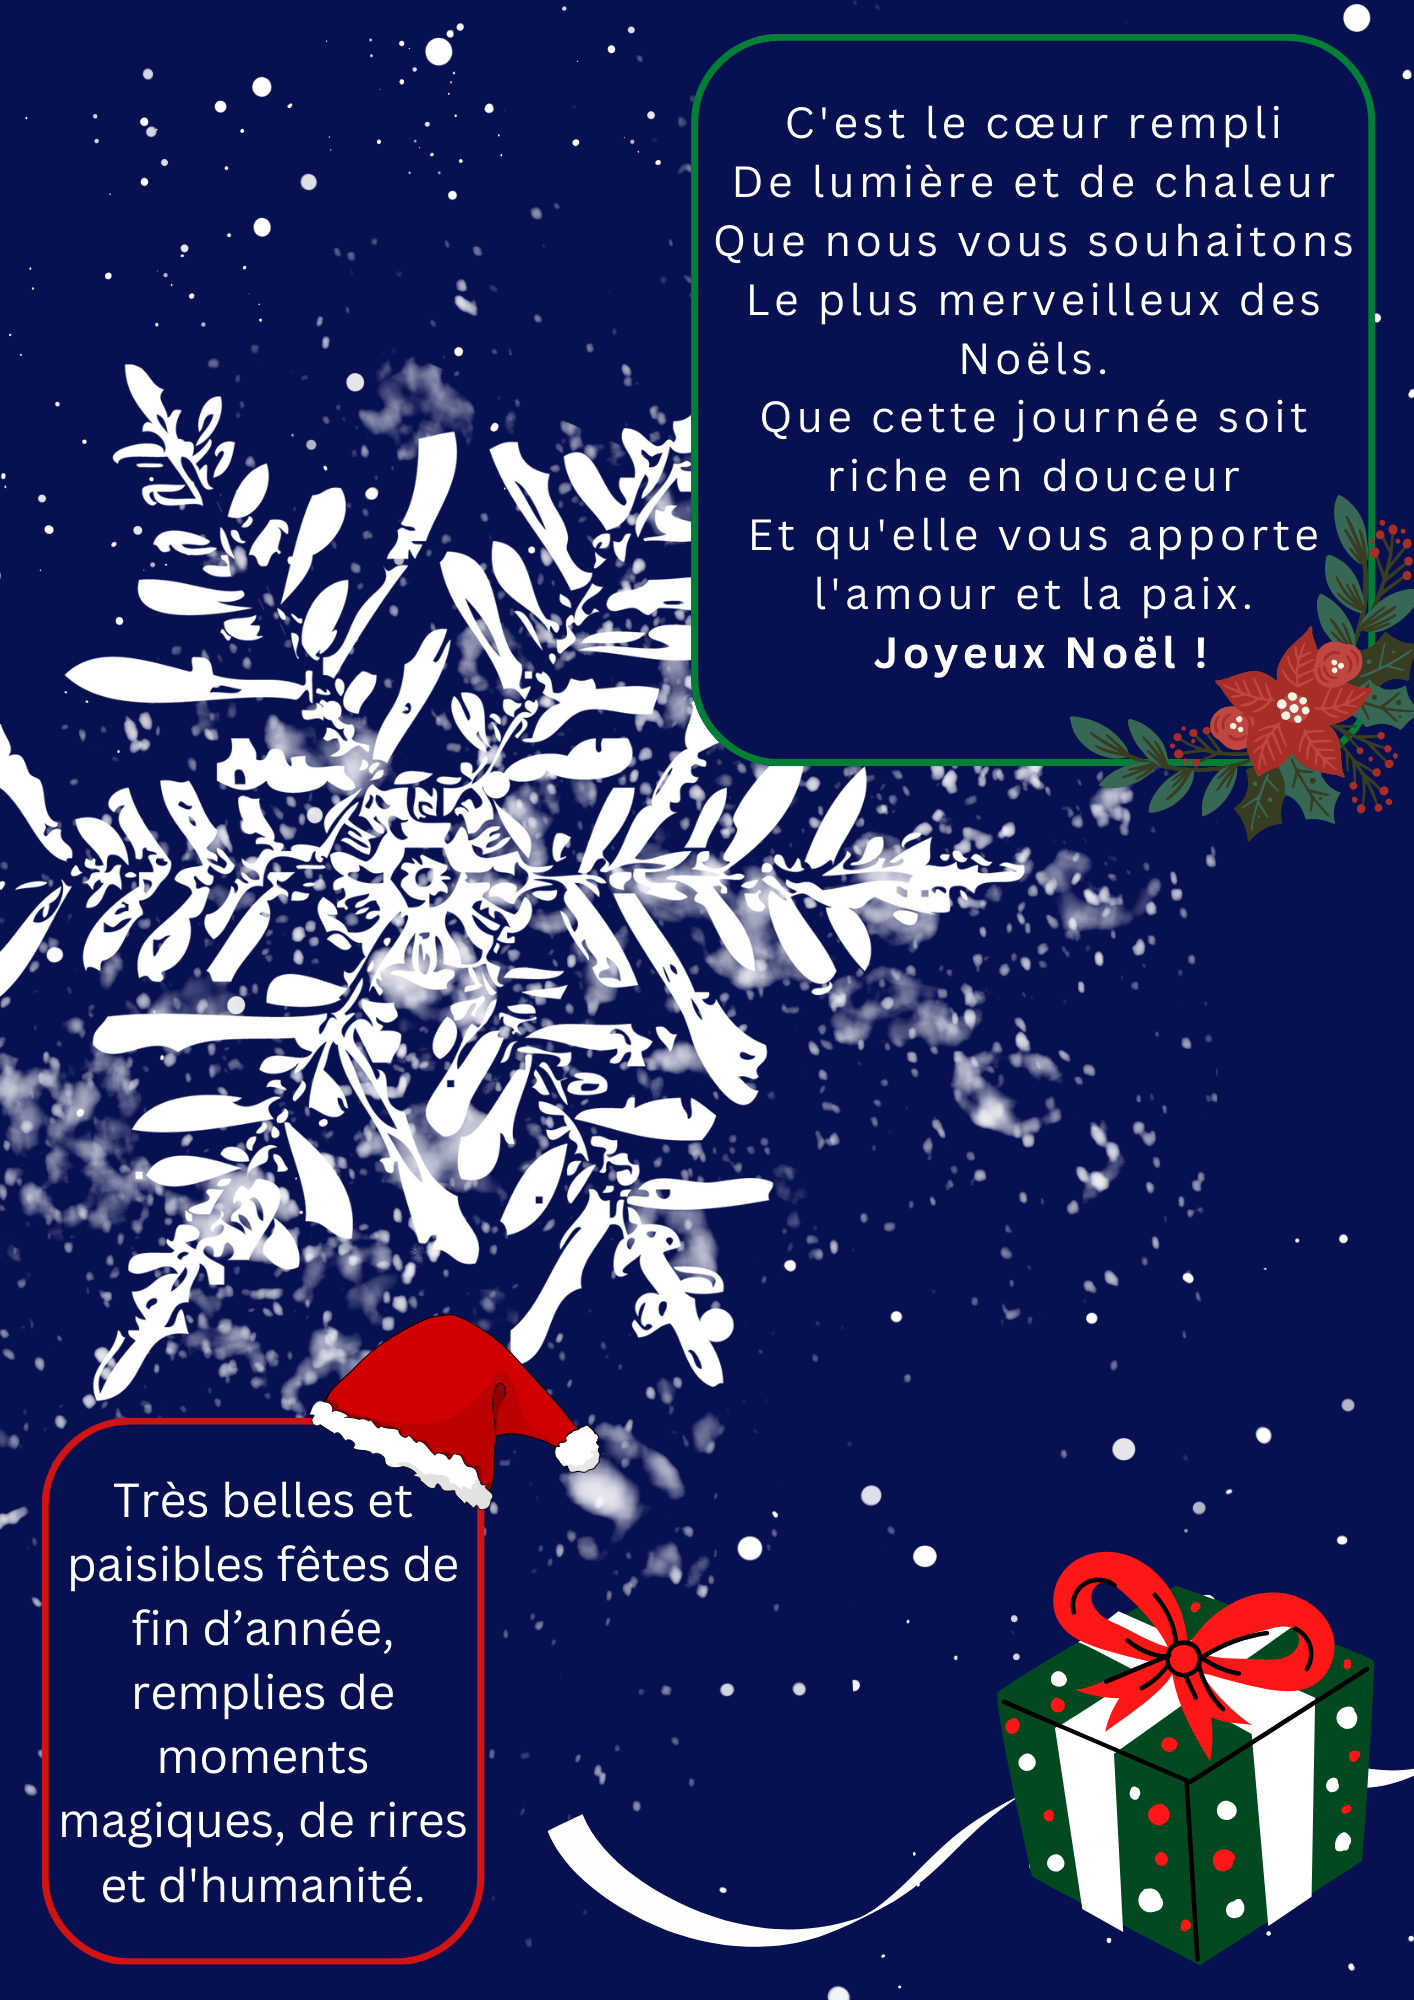 C'est le cœur rempli
De lumière et de chaleur
Que nous vous souhaitons
Le plus merveilleux des
Noëls.
Que cette journée soit
riche en douceur
Et qu'elle vous apporte
l'amour et la paix.
Joyeux Noël !
Très belles et
paisibles fêtes de
fin d’année,
remplies de
moments
magiques, de rires
et d'humanité.